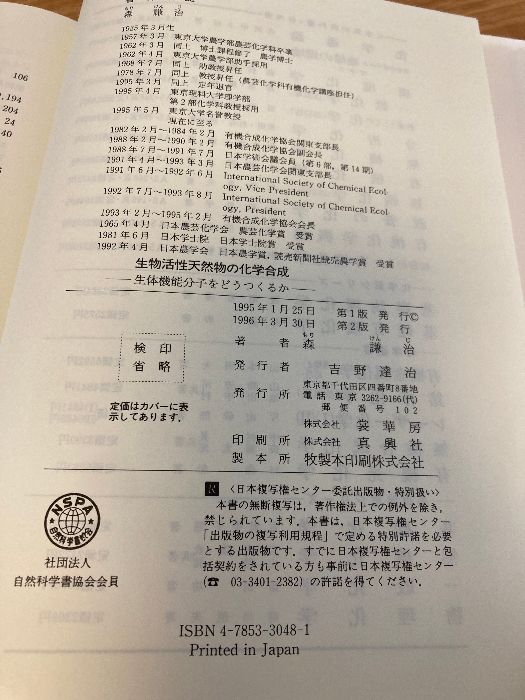 106
2,194
204
24
40
もり けん じ
森 謙 治
1935年3月生
1957年3月 東京大学農学部農芸化学科卒業
1962年3月 同上 博士課程修了 農学博士
1962年4月 東京大学農学部助手採用
1968年7月 同上 助教授昇任
1978年7月 同上 教授昇任(農芸化学科有機化学講座担任)
1995年3月 同上 定年退官
1995年4月 東京理科大学理学部
第2部化学科教授採用
1995年5月 東京大学名誉教授
現在に至る
1982年2月〜1984年2月 有機合成化学協会関東支部長
1988年2月〜1990年2月 有機合成化学協会副会長
1988年7月〜1991年7月 日本学術会議会員(第6部,第14期)
1991年4月〜1993年3月 日本農芸化学会関東支部長
1991年6月〜1992年6月 International Society of Chemical Ecol-
ogy, Vice President
1992年7月〜1993年8月 International Society of Chemical Ecol-
ogy, President
1993年2月〜1995年2月 有機合成化学協会会長
1965年4月 日本農芸化学会 農芸化学賞 受賞
1981年6月 日本学士院 日本学士院賞 受賞
1992年4月 日本農学会 日本農学賞,読売新聞社読売農学賞 受賞
生物活性天然物の化学合成
—生体機能分子をどうつくるか—
1995年1月25日 第1版 発行©
1996年3月30日 第2版 発行
検印
省略
定価はカバーに表
示してあります.
もり けん じ
著者 森 謙治
発行者 吉野達治
発行所 東京都千代田区四番町8番地
電話 東京 3262-9166(代)
郵便番号 102
株式会社 裳華房
印刷所 株式会社 真興社
製本所 牧製本印刷株式会社
NSPA
自然科学書協会
社団法人
自然科学書協会会員
R 〈日本複写権センター委託出版物・特別扱い〉
本書の無断複写は,著作権法上での例外を除き,
禁じられています.本書は,日本複写権センター
「出版物の複写利用規程」で定める特別許諾を必要
とする出版物です.すでに日本複写権センターと包
括契約をされている方も事前に日本複写権センター
(☎ 03-3401-2382)の許諾を得てください.
ISBN 4-7853-3048-1
Printed in Japan